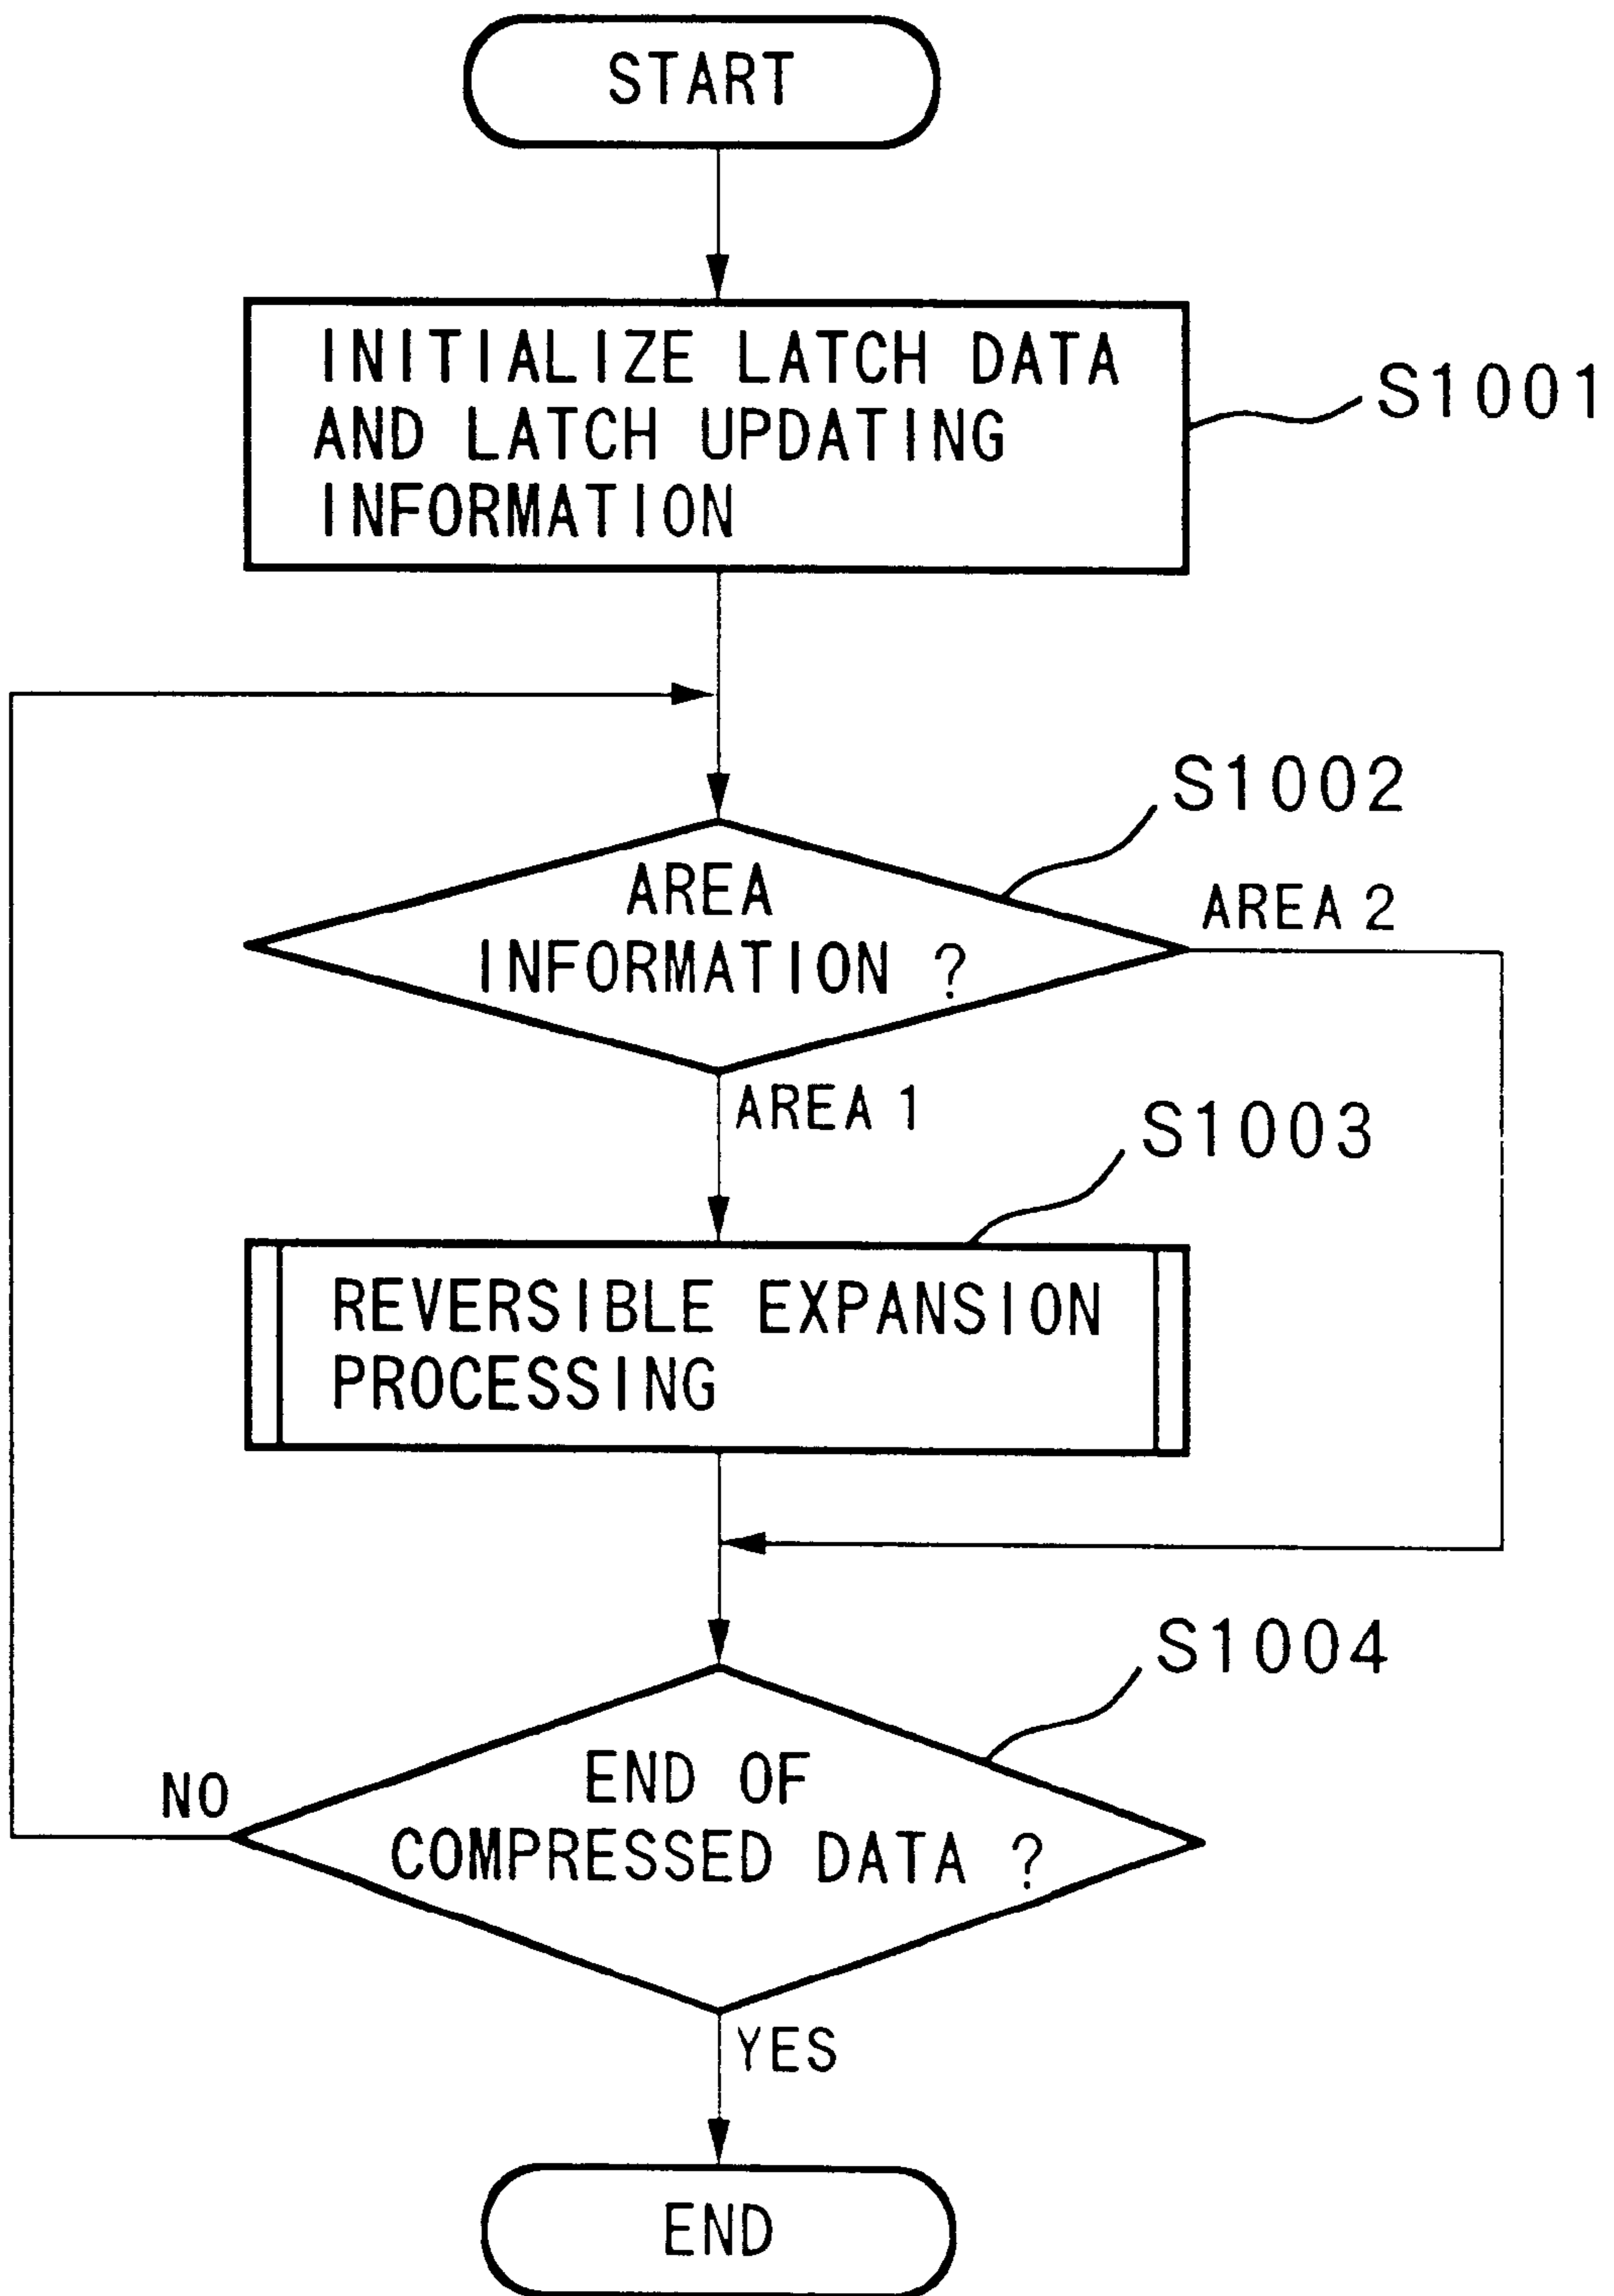 START
INITIALIZE LATCH DATA
AND LATCH UPDATING
INFORMATION
S1001
S1002
AREA
INFORMATION ?
AREA 2
AREA 1
S1003
REVERSIBLE EXPANSION
PROCESSING
S1004
END OF
COMPRESSED DATA ?
NO
YES
END